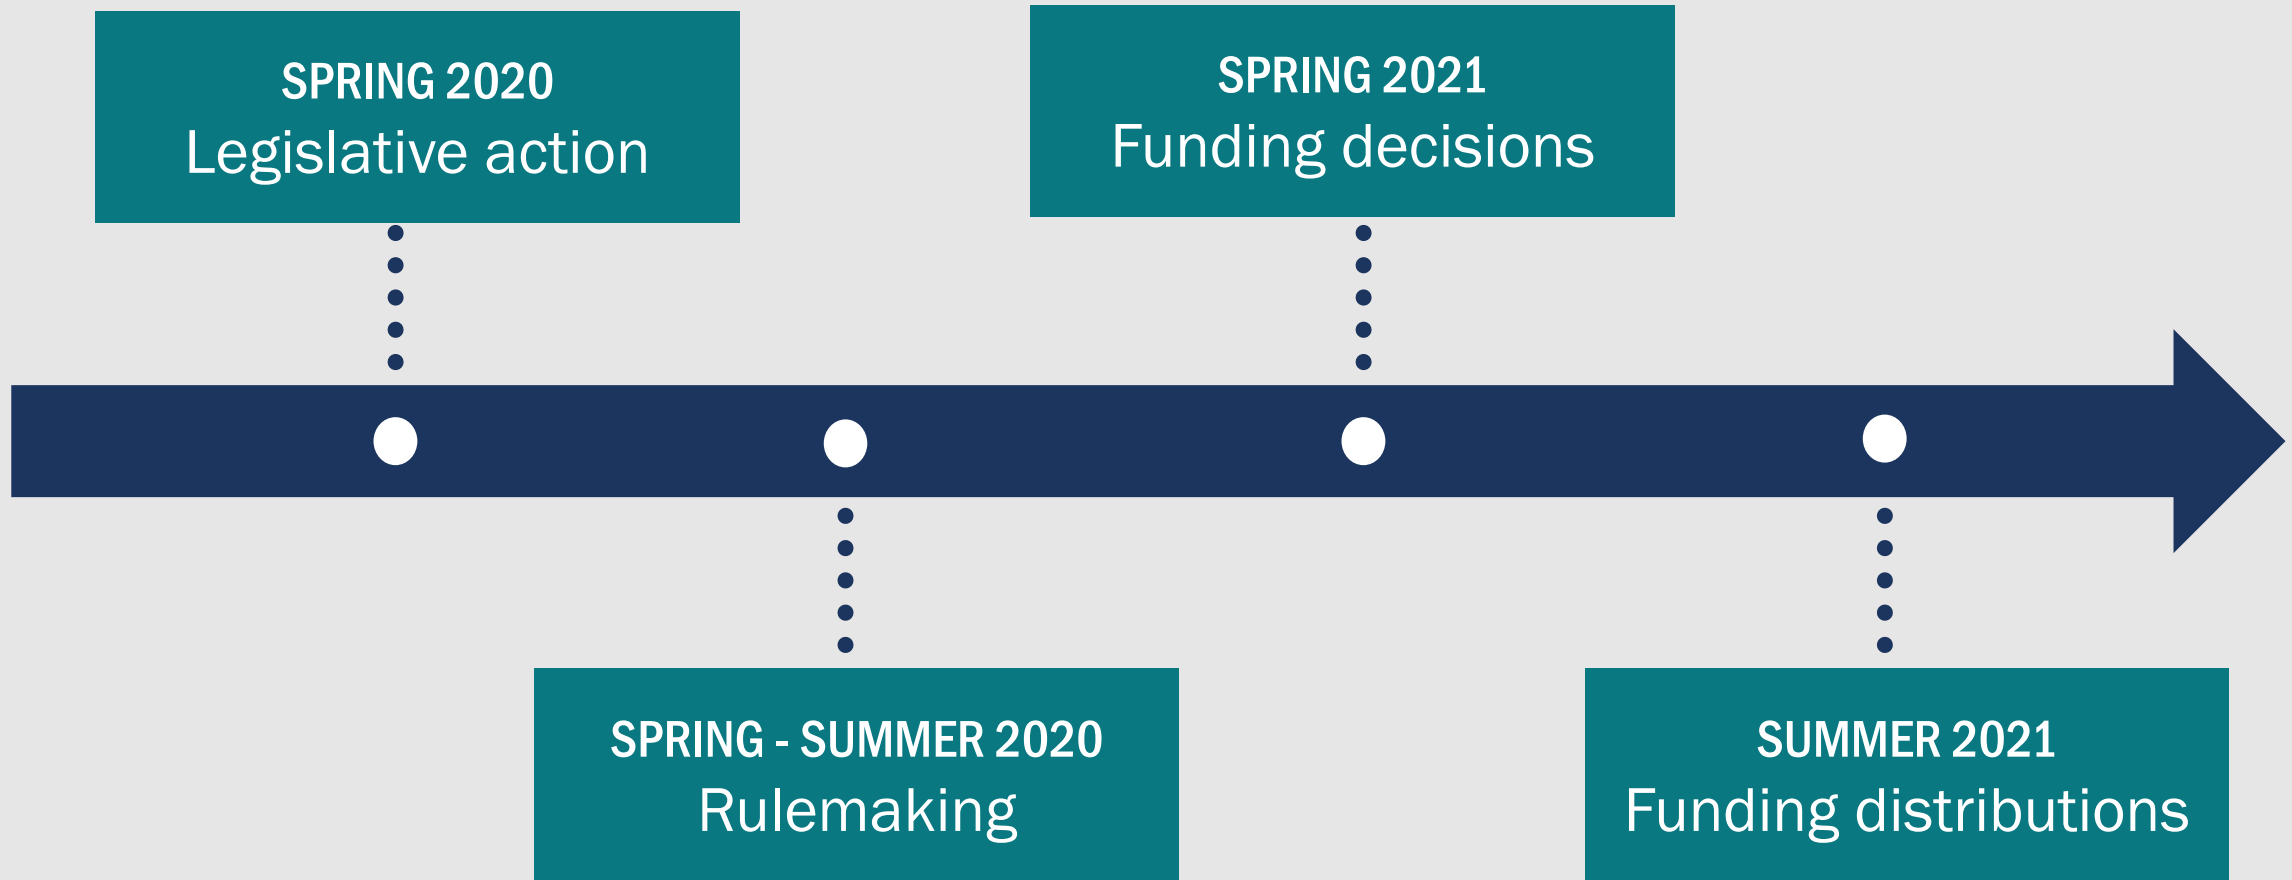 SPRING 2020
Legislative action
SPRING 2021
Funding decisions
SPRING - SUMMER 2020
Rulemaking
SUMMER 2021
Funding distributions